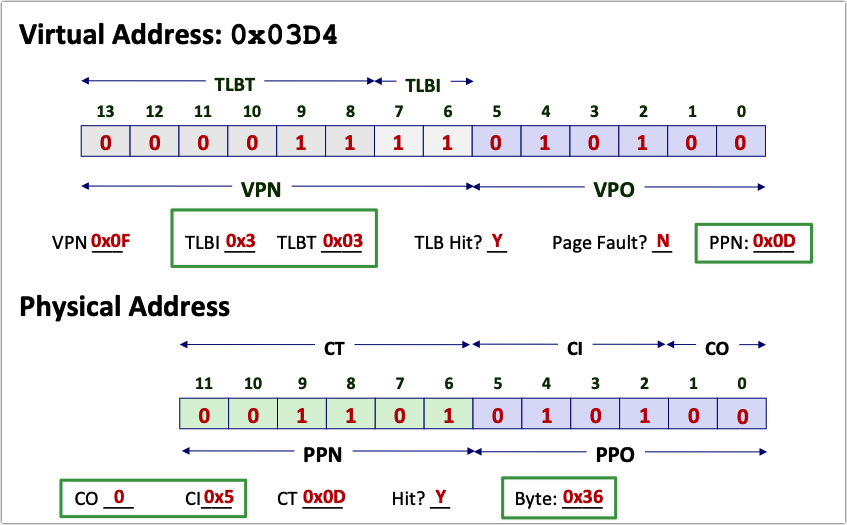 Virtual Address: 0x03D4
TLBT TLBI
13 12 11 10 9 8 7 6 5 4 3 2 1 0
0 0 0 0 1 1 1 1 0 1 0 1 0 0
VPN VPO
VPN 0x0F TLBI 0x3 TLBT 0x03 TLB Hit? Y Page Fault? N PPN: 0x0D
Physical Address
CT CI CO
11 10 9 8 7 6 5 4 3 2 1 0
0 0 1 1 0 1 0 1 0 1 0 0
PPN PPO
CO 0 CI 0x5 CT 0x0D Hit? Y Byte: 0x36